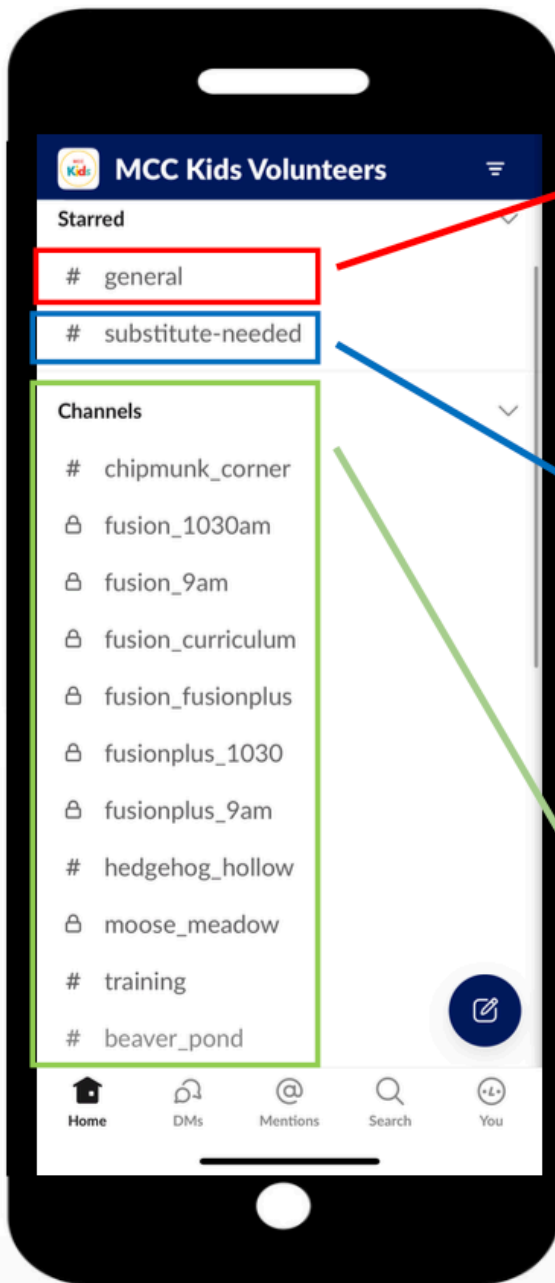 MCC Kids
MCC Kids Volunteers
Starred
# general
# substitute-needed
Channels
# chipmunk_corner
fusion_1030am
fusion_9am
fusion_curriculum
fusion_fusionplus
fusionplus_1030
fusionplus_9am
# hedgehog_hollow
moose_meadow
# training
# beaver_pond
Home DMs Mentions Search You